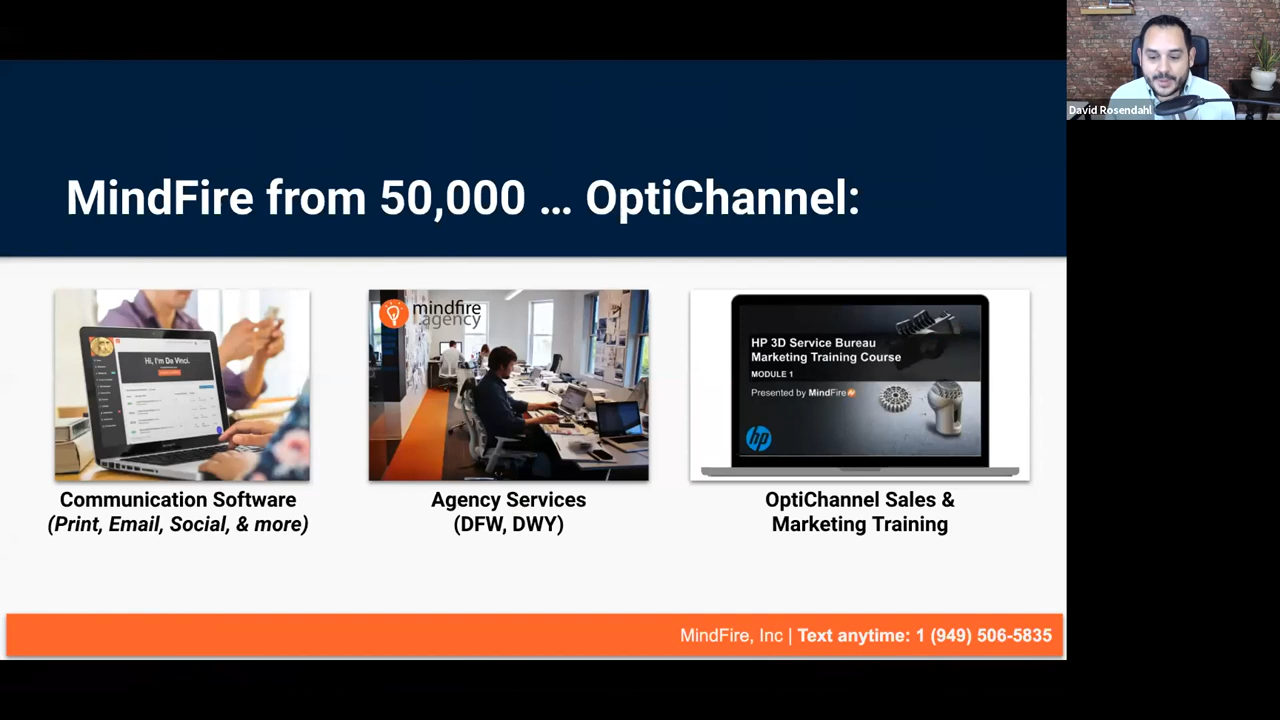 David Rosendahl
MindFire from 50,000 ... OptiChannel:
Hi, I'm Da Vinci.
mindfire
agency
HP 3D Service Bureau
Marketing Training Course
MODULE 1
Presented by MindFire
hp
Communication Software
(Print, Email, Social, & more)
Agency Services
(DFW, DWY)
OptiChannel Sales &
Marketing Training
MindFire, Inc | Text anytime: 1 (949) 506-5835